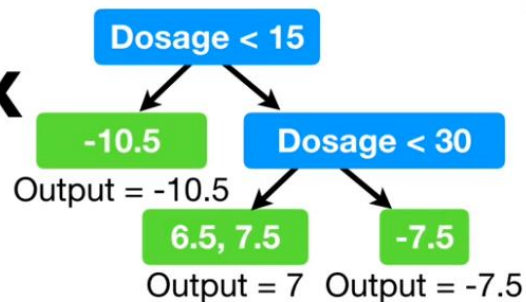 Dosage < 15
-10.5
Dosage < 30
Output = -10.5
6.5, 7.5
-7.5
Output = 7
Output = -7.5